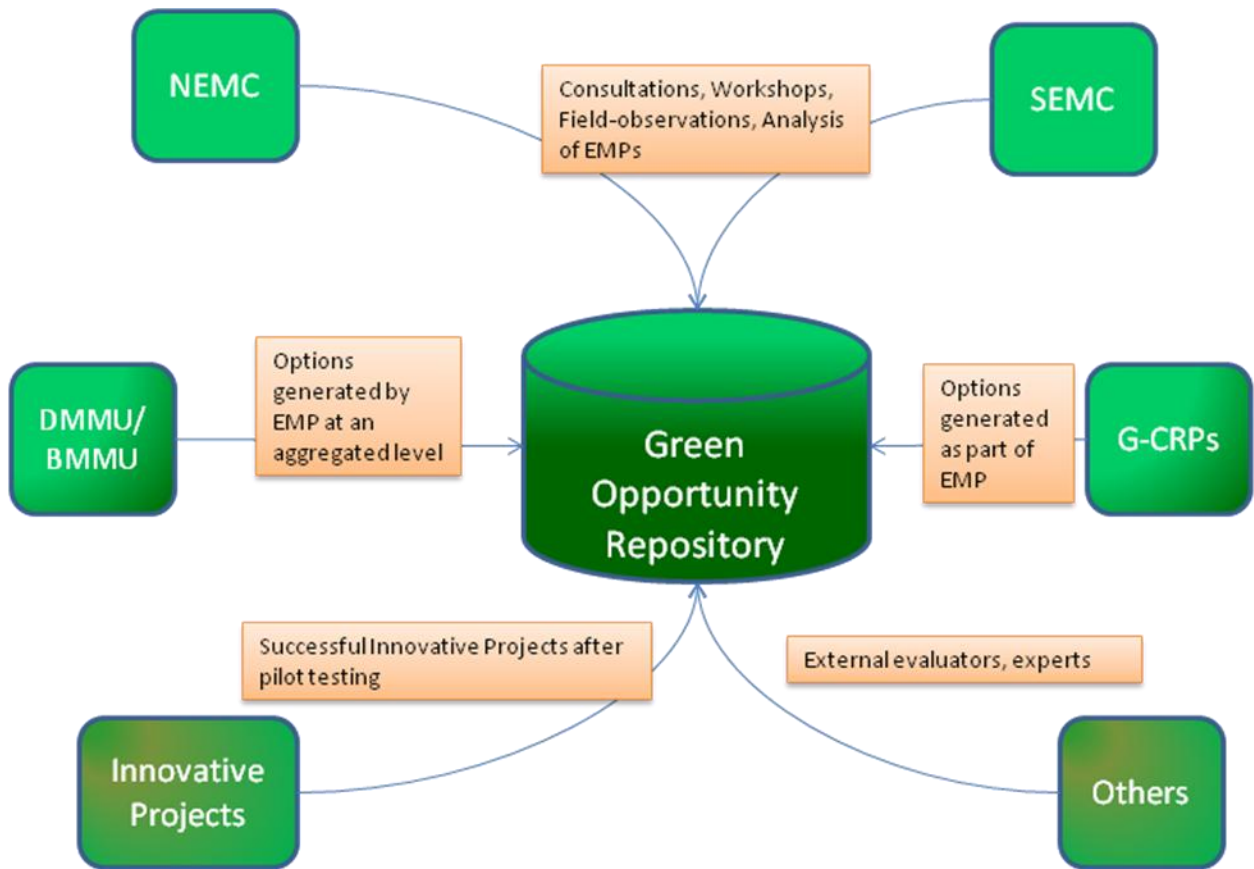 NEMC
Consultations, Workshops,
Field-observations, Analysis
of EMPs
SEMC
DMMU/
BMMU
Options
generated by
EMP at an
aggregated level
Green
Opportunity
Repository
Options
generated
as part of
EMP
G-CRPs
Successful Innovative Projects after
pilot testing
External evaluators, experts
Innovative
Projects
Others